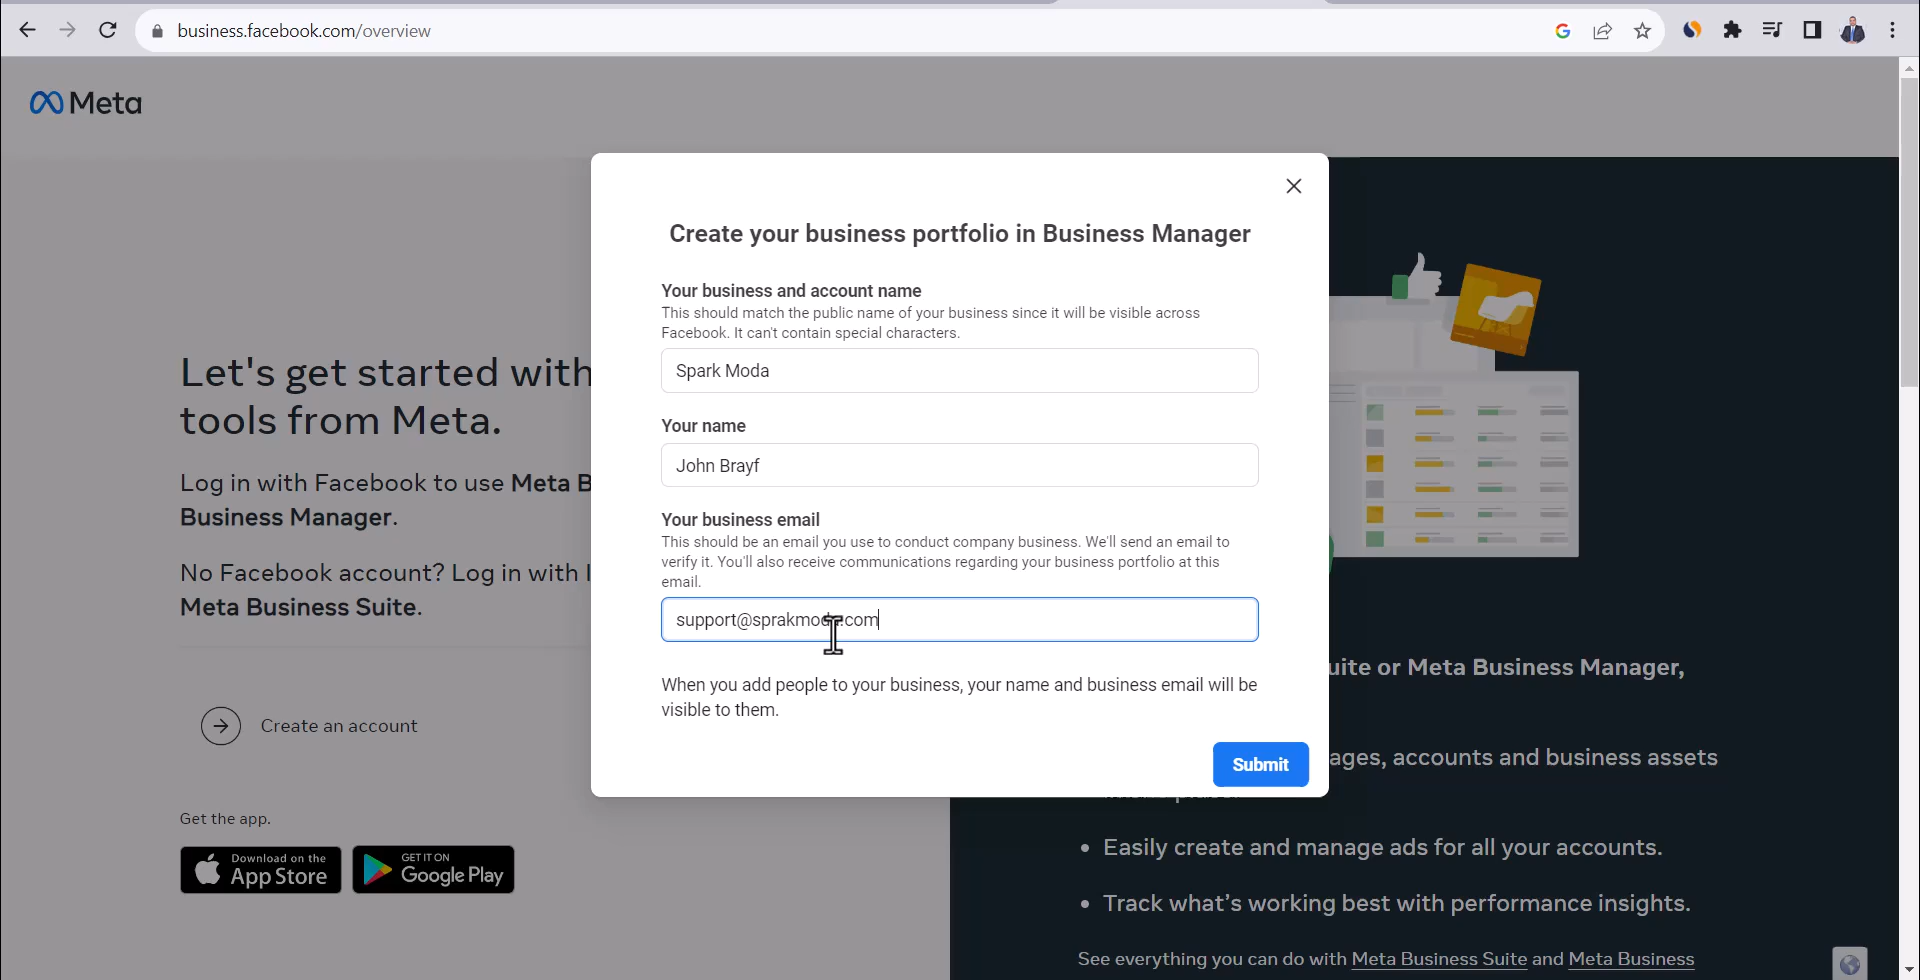 business.facebook.com/overview
Meta
Create your business portfolio in Business Manager
Your business and account name
This should match the public name of your business since it will be visible across
Facebook. It can't contain special characters.
Spark Moda
Your name
John Brayf
Your business email
This should be an email you use to conduct company business. We'll send an email to
verify it. You'll also receive communications regarding your business portfolio at this
email.
support@sprakmoda.com
When you add people to your business, your name and business email will be
visible to them.
Submit
Let's get started with
tools from Meta.
Log in with Facebook to use Meta B
Business Manager.
No Facebook account? Log in with I
Meta Business Suite.
Create an account
Get the app.
Download on the
App Store
GET IT ON
Google Play
uite or Meta Business Manager,
ages, accounts and business assets
Easily create and manage ads for all your accounts.
Track what’s working best with performance insights.
See everything you can do with Meta Business Suite and Meta Business